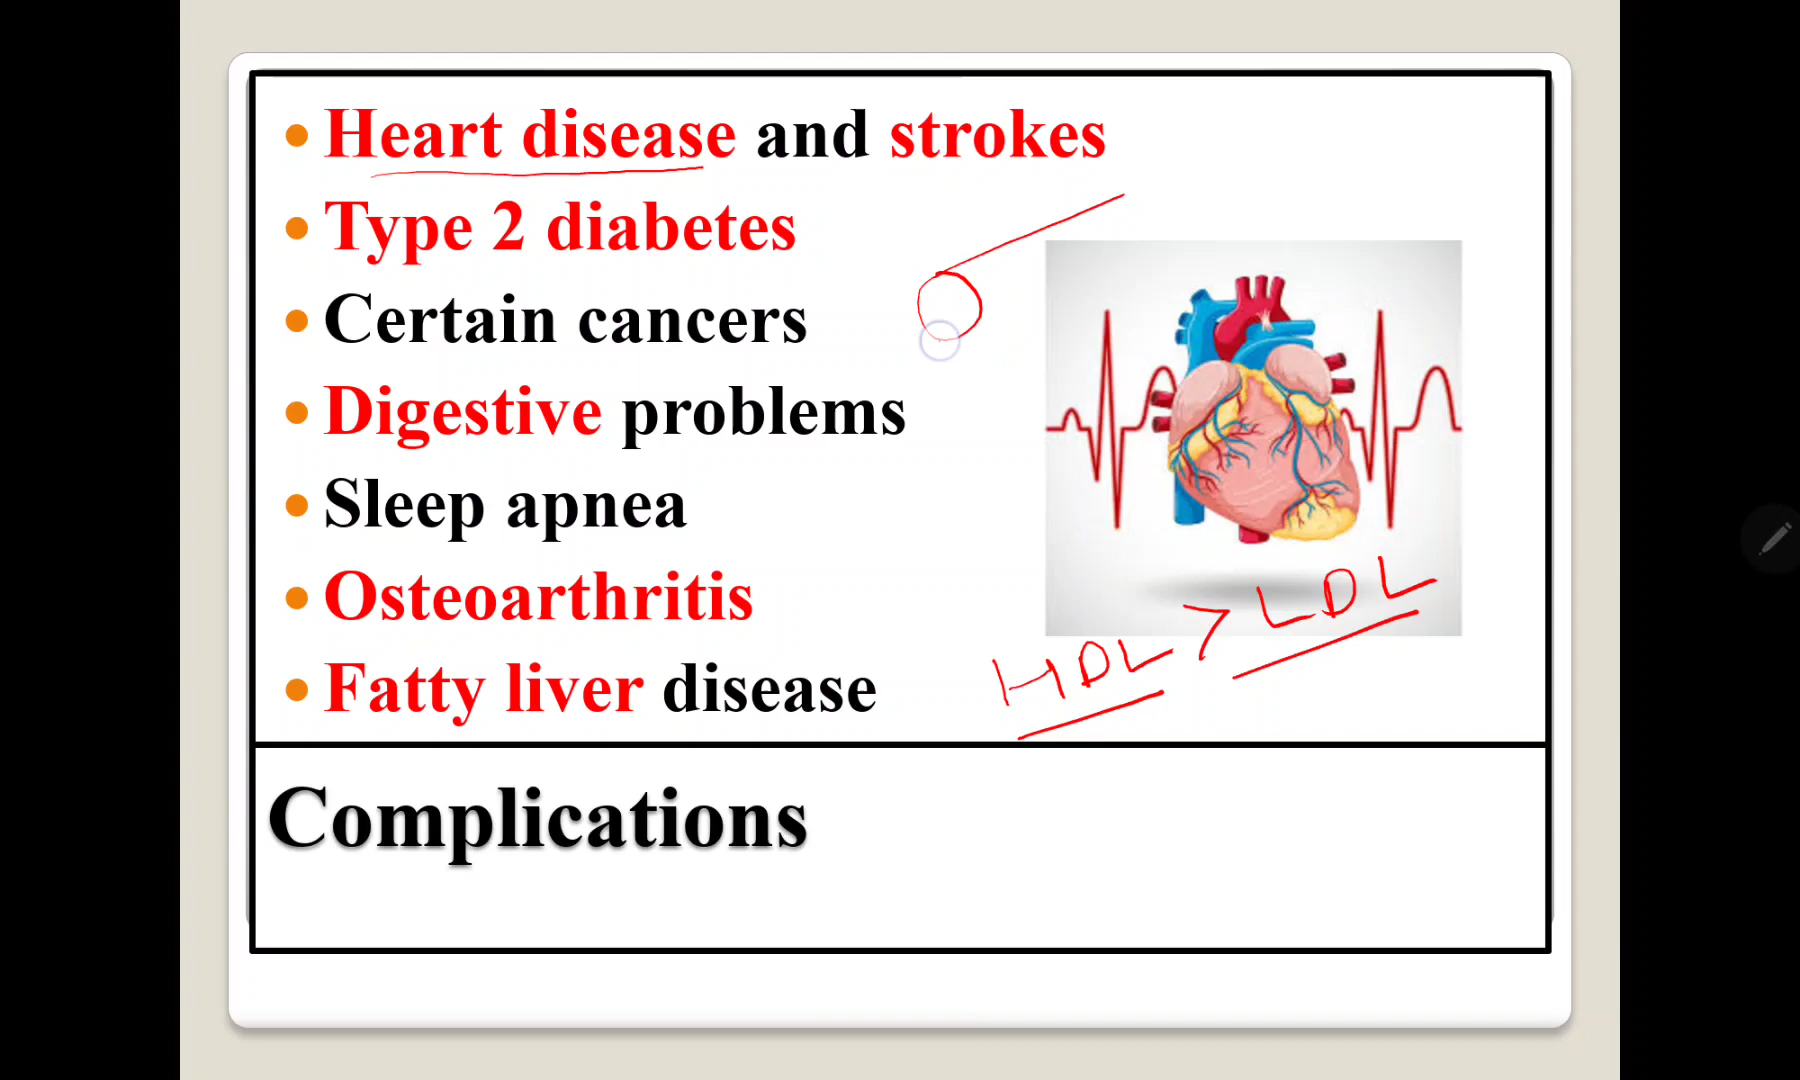 Heart disease and strokes
Type 2 diabetes
Certain cancers
Digestive problems
Sleep apnea
Osteoarthritis
Fatty liver disease
HDL > LDL
Complications